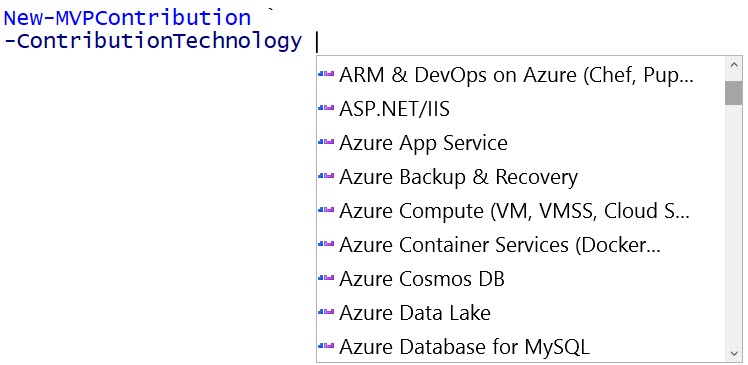 New-MVPContribution `
-ContributionTechnology
ARM & DevOps on Azure (Chef, Pup...
ASP.NET/IIS
Azure App Service
Azure Backup & Recovery
Azure Compute (VM, VMSS, Cloud S...
Azure Container Services (Docker...
Azure Cosmos DB
Azure Data Lake
Azure Database for MySQL